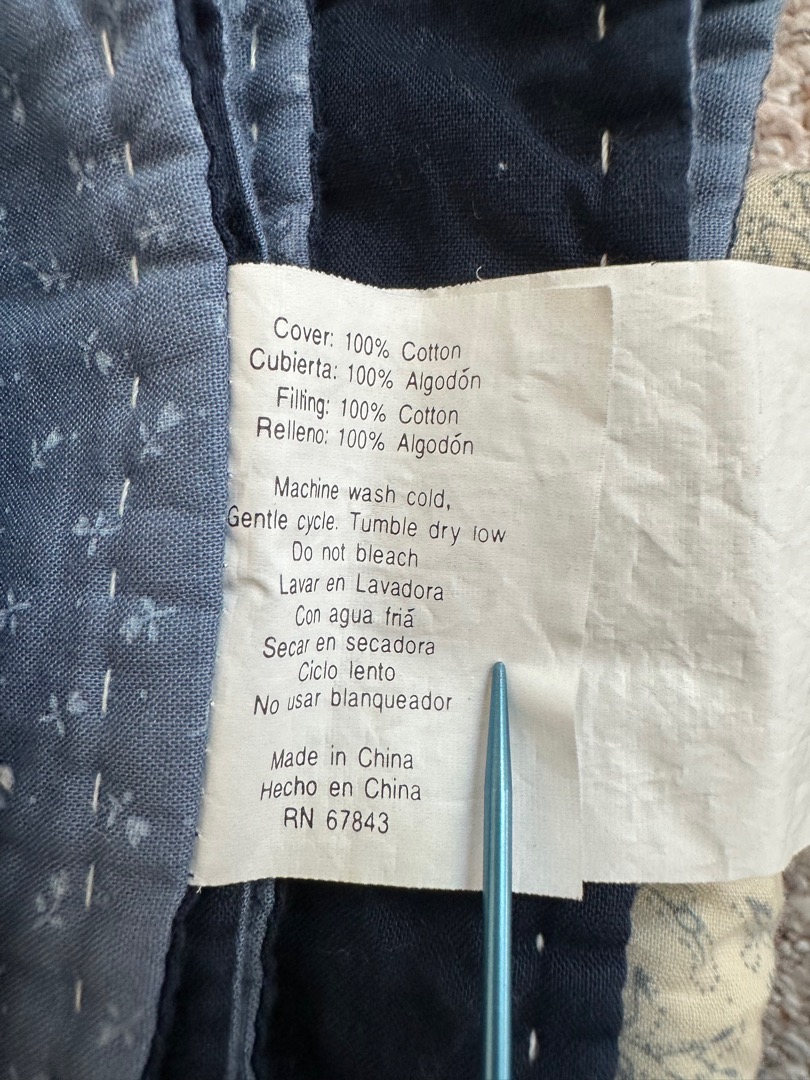 Cover: 100% Cotton
Cubierta: 100% Algodón
Filling: 100% Cotton
Relleno: 100% Algodón
Machine wash cold,
Gentle cycle. Tumble dry low
Do not bleach
Lavar en Lavadora
Con agua friá
Secar en secadora
Ciclo lento
No usar blanqueador
Made in China
Hecho en China
RN 67843